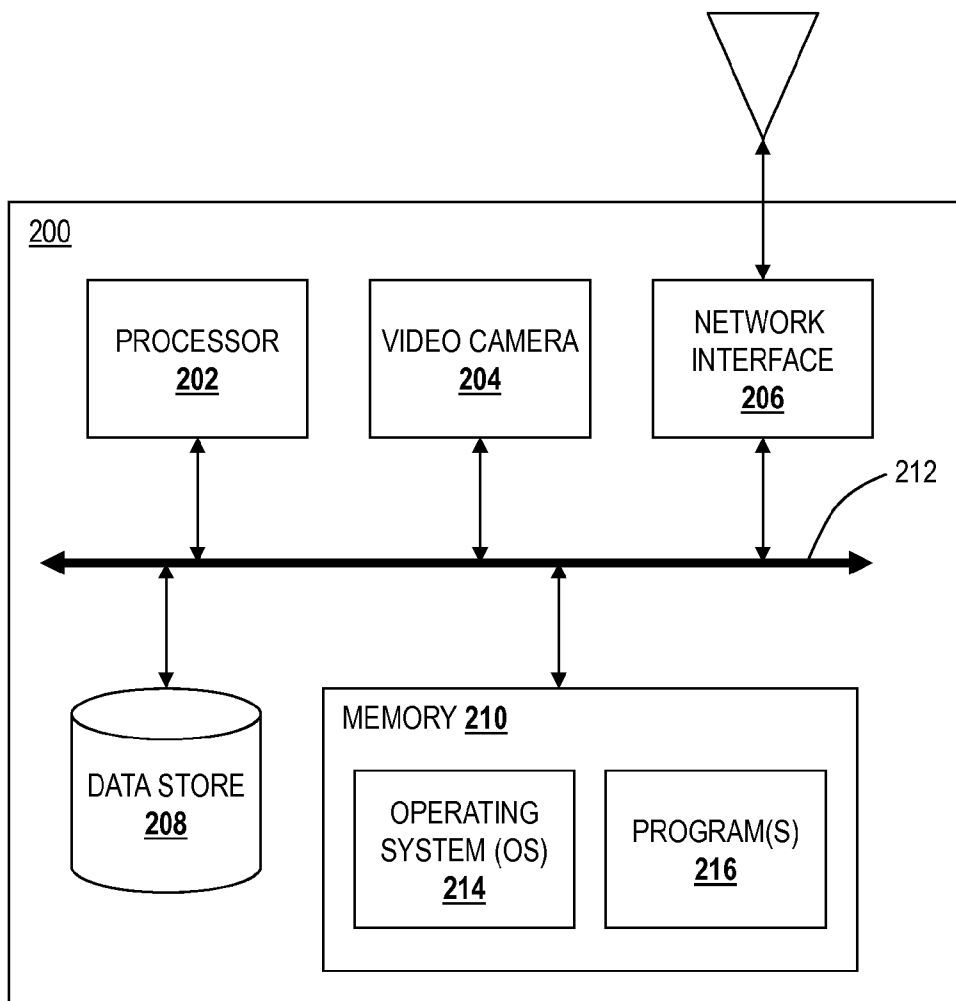 200
PROCESSOR
202
VIDEO CAMERA
204
NETWORK
INTERFACE
206
212
DATA STORE
208
MEMORY 210
OPERATING
SYSTEM (OS)
214
PROGRAM(S)
216